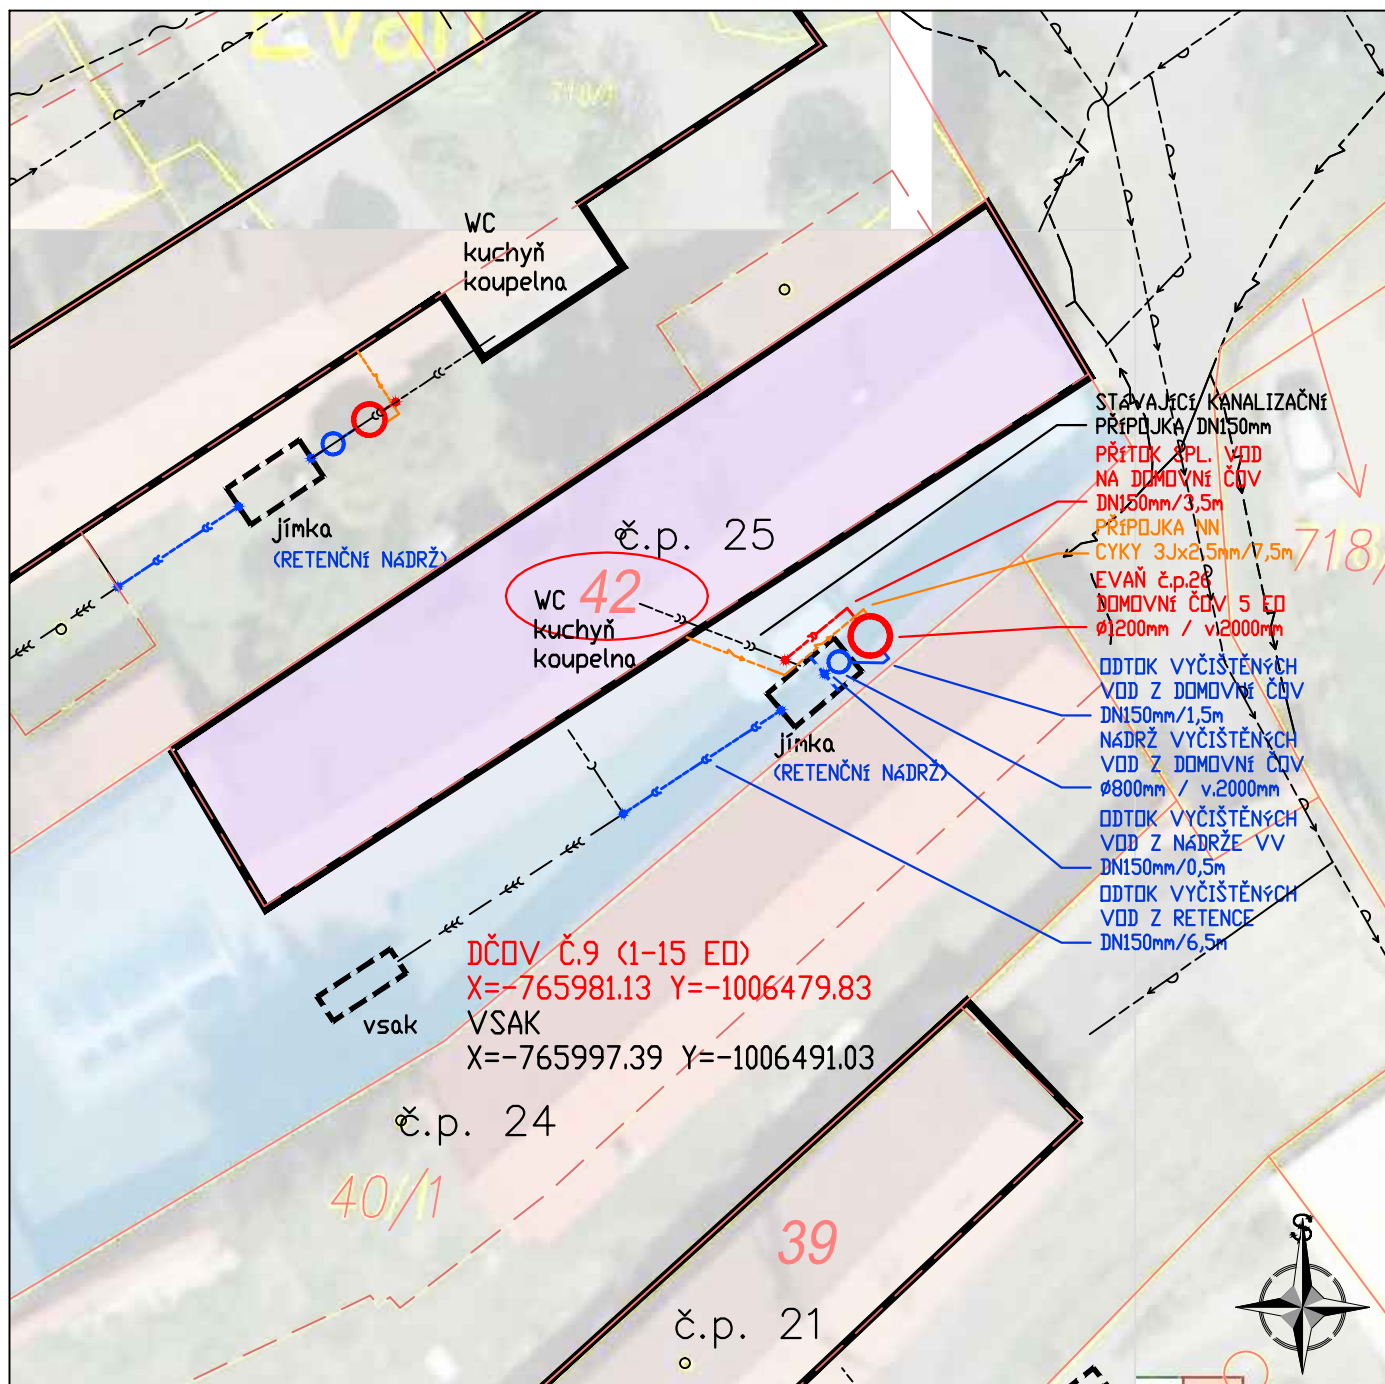 Evaň
718/1
WC
kuchyň
koupelna
jímka
(RETENČNÍ NÁDRŽ)
č.p. 25
42
WC
kuchyň
koupelna
STÁVAJÍCÍ KANALIZAČNÍ
PŘÍPOJKA DN150mm
PŘÍTOK SPL. VOD
NA DOMOVNÍ ČOV
DN150mm/3,5m
PŘÍPOJKA NN
CYKY 3Jx2,5mm/7,5m
718/
EVAŇ č.p.26
DOMOVNÍ ČOV 5 EO
Ø1200mm / v.2000mm
ODTOK VYČIŠTĚNÝCH
VOD Z DOMOVNÍ ČOV
DN150mm/1,5m
NÁDRŽ VYČIŠTĚNÝCH
VOD Z DOMOVNÍ ČOV
Ø800mm / v.2000mm
ODTOK VYČIŠTĚNÝCH
VOD Z NÁDRŽE VV
DN150mm/0,5m
ODTOK VYČIŠTĚNÝCH
VOD Z RETENCE
DN150mm/6,5m
jímka
(RETENČNÍ NÁDRŽ)
DČOV Č.9 (1-15 EO)
X=-765981.13 Y=-1006479.83
VSAK
X=-765997.39 Y=-1006491.03
vsak
č.p. 24
40/1
39
č.p. 21
S